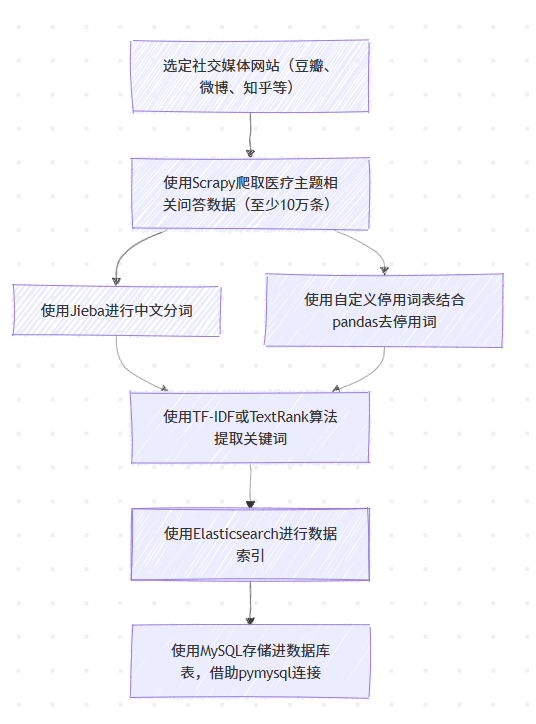 选定社交媒体网站（豆瓣、
微博、知乎等）
使用Scrapy爬取医疗主题相
关问答数据（至少10万条）
使用Jieba进行中文分词
使用自定义停用词表结合
pandas去停用词
使用TF-IDF或TextRank算法
提取关键词
使用Elasticsearch进行数据
索引
使用MySQL存储进数据库
表，借助pymysql连接